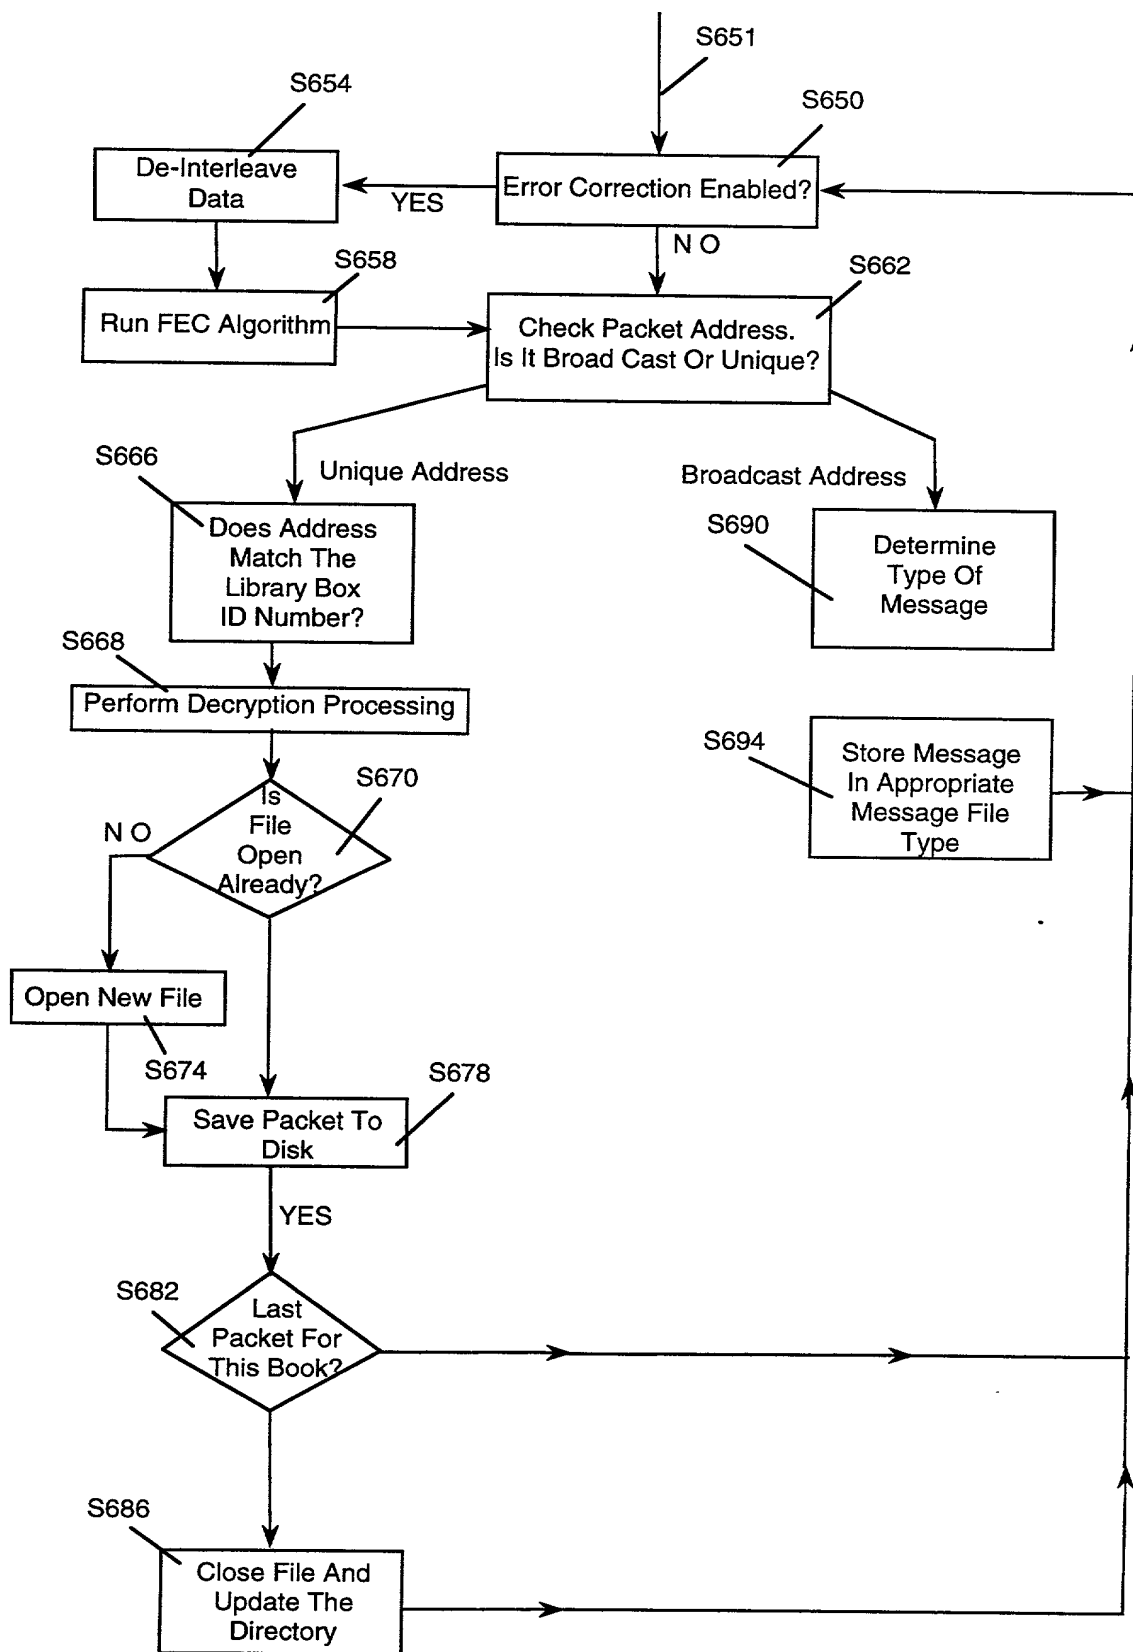 S651
S654
S650
De-Interleave
Data
YES
Error Correction Enabled?
N O
S658
S662
Run FEC Algorithm
Check Packet Address.
Is It Broad Cast Or Unique?
S666
Unique Address
Broadcast Address
Does Address
Match The
Library Box
ID Number?
S690
Determine
Type Of
Message
S668
Perform Decryption Processing
S694
Store Message
In Appropriate
Message File
Type
S670
Is
File
Open
Already?
N O
Open New File
S674
S678
Save Packet To
Disk
YES
S682
Last
Packet For
This Book?
S686
Close File And
Update The
Directory